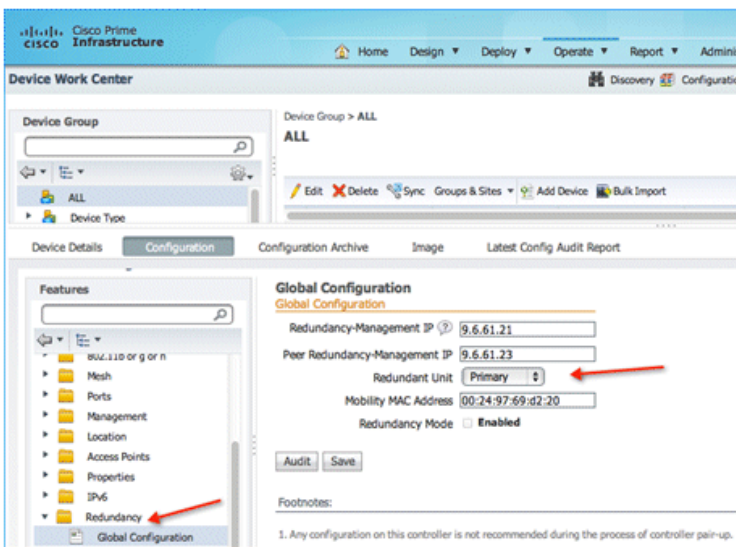 Cisco Prime
CISCO Infrastructure
Home Design Deploy Operate Report Admini
Device Work Center
Discovery Configuratio
Device Group
Device Group > ALL
ALL
ALL
Device Type
Edit Delete Sync Groups & Sites Add Device Bulk Import
Device Details Configuration Configuration Archive Image Latest Config Audit Report
Features
802.11b or g or n
Mesh
Ports
Management
Location
Access Points
Properties
IPv6
Redundancy
Global Configuration
Global Configuration
Global Configuration
Redundancy-Management IP ? 9.6.61.21
Peer Redundancy-Management IP 9.6.61.23
Redundant Unit Primary
Mobility MAC Address 00:24:97:69:d2:20
Redundancy Mode Enabled
Audit Save
Footnotes:
1. Any configuration on this controller is not recommended during the process of controller pair-up.